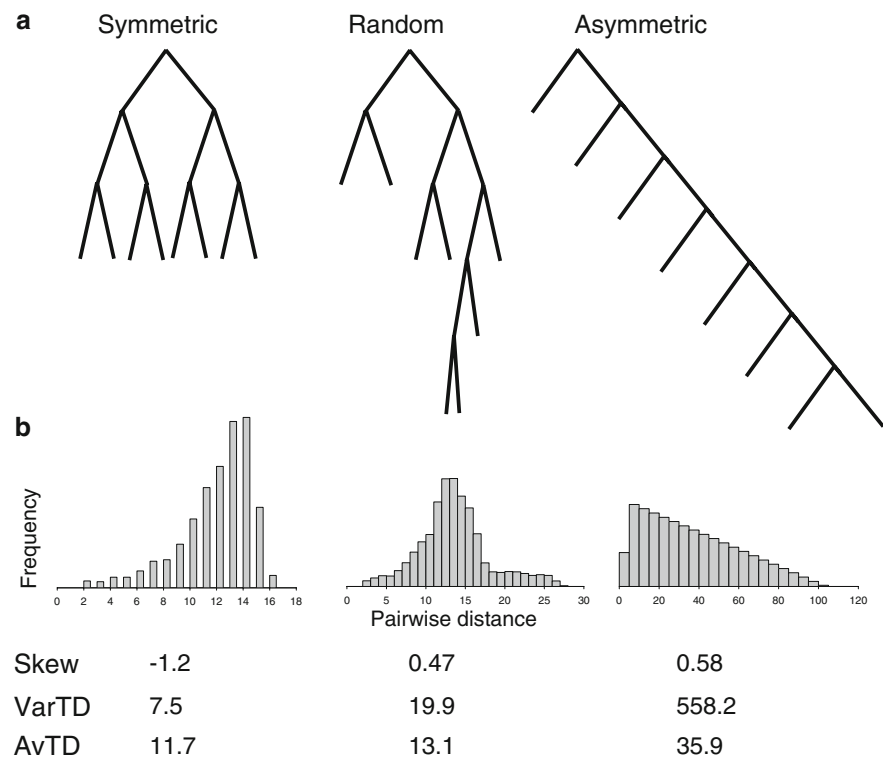 a
Symmetric Random Asymmetric
b
Frequency
0 2 4 6 8 10 12 14 16 18
0 5 10 15 20 25 30
0 20 40 60 80 100 120
Pairwise distance
Skew -1.2 0.47 0.58
VarTD 7.5 19.9 558.2
AvTD 11.7 13.1 35.9